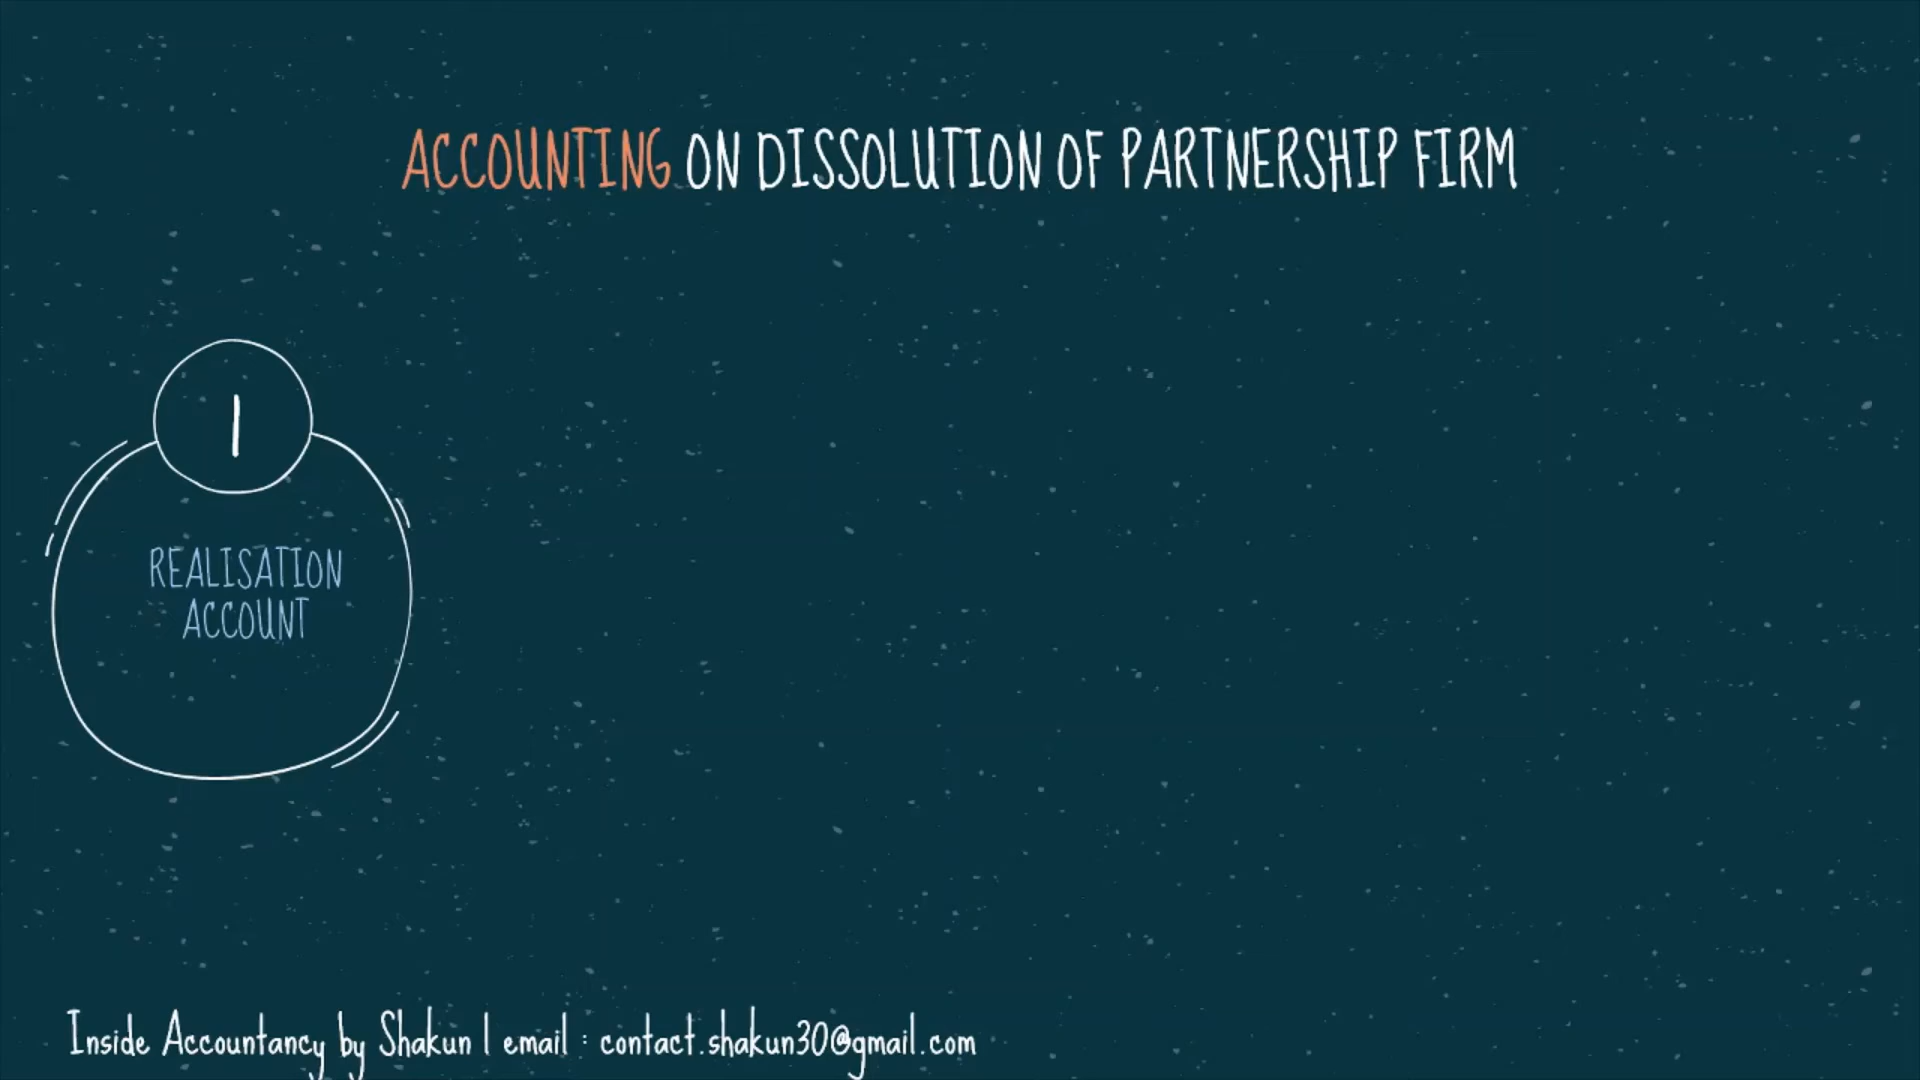 ACCOUNTING ON DISSOLUTION OF PARTNERSHIP FIRM
1
REALISATION
ACCOUNT
Inside Accountancy by Shakun | email : contact.shakun30@gmail.com